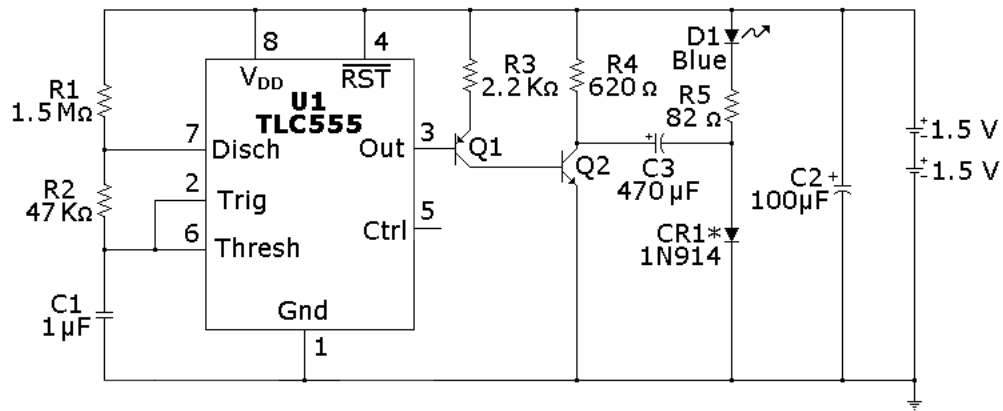 8
4
V_DD
RST
U1
TLC555
R1
1.5 MΩ
7
Disch
R2
47 KΩ
2
Trig
6
Thresh
C1
1 µF
3
Out
5
Ctrl
Gnd
1
R3
2.2 KΩ
Q1
R4
620 Ω
Q2
+
C3
470 µF
D1
Blue
R5
82 Ω
CR1*
1N914
C2
+
100µF
+
-
1.5 V
+
-
1.5 V